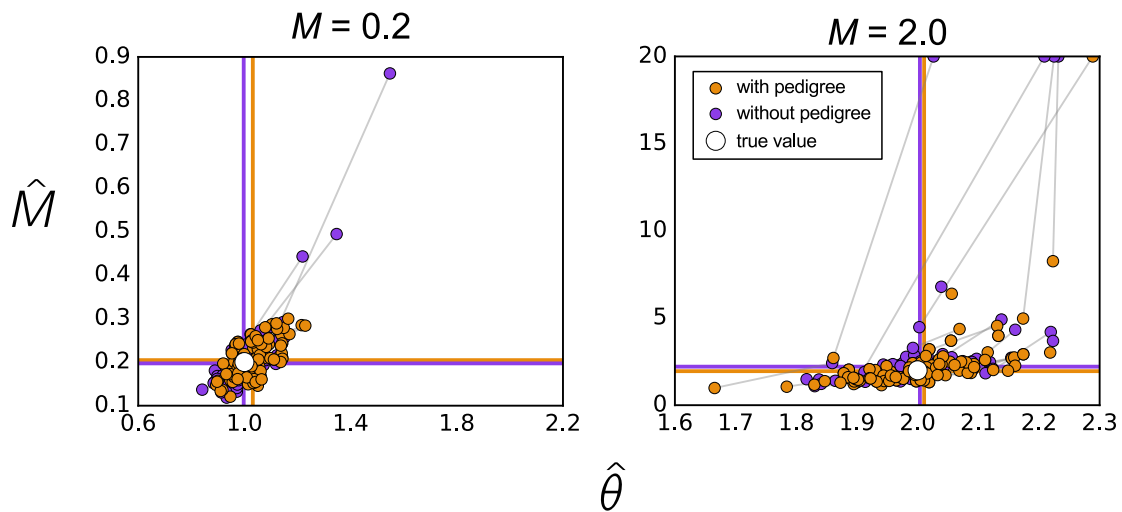 M = 0.2
M = 2.0
0.9
0.8
0.7
0.6
0.5
0.4
0.3
0.2
0.1
0.6 1.0 1.4 1.8 2.2
20
15
10
5
0
1.6 1.7 1.8 1.9 2.0 2.1 2.2 2.3
with pedigree
without pedigree
true value
M̂
θ̂